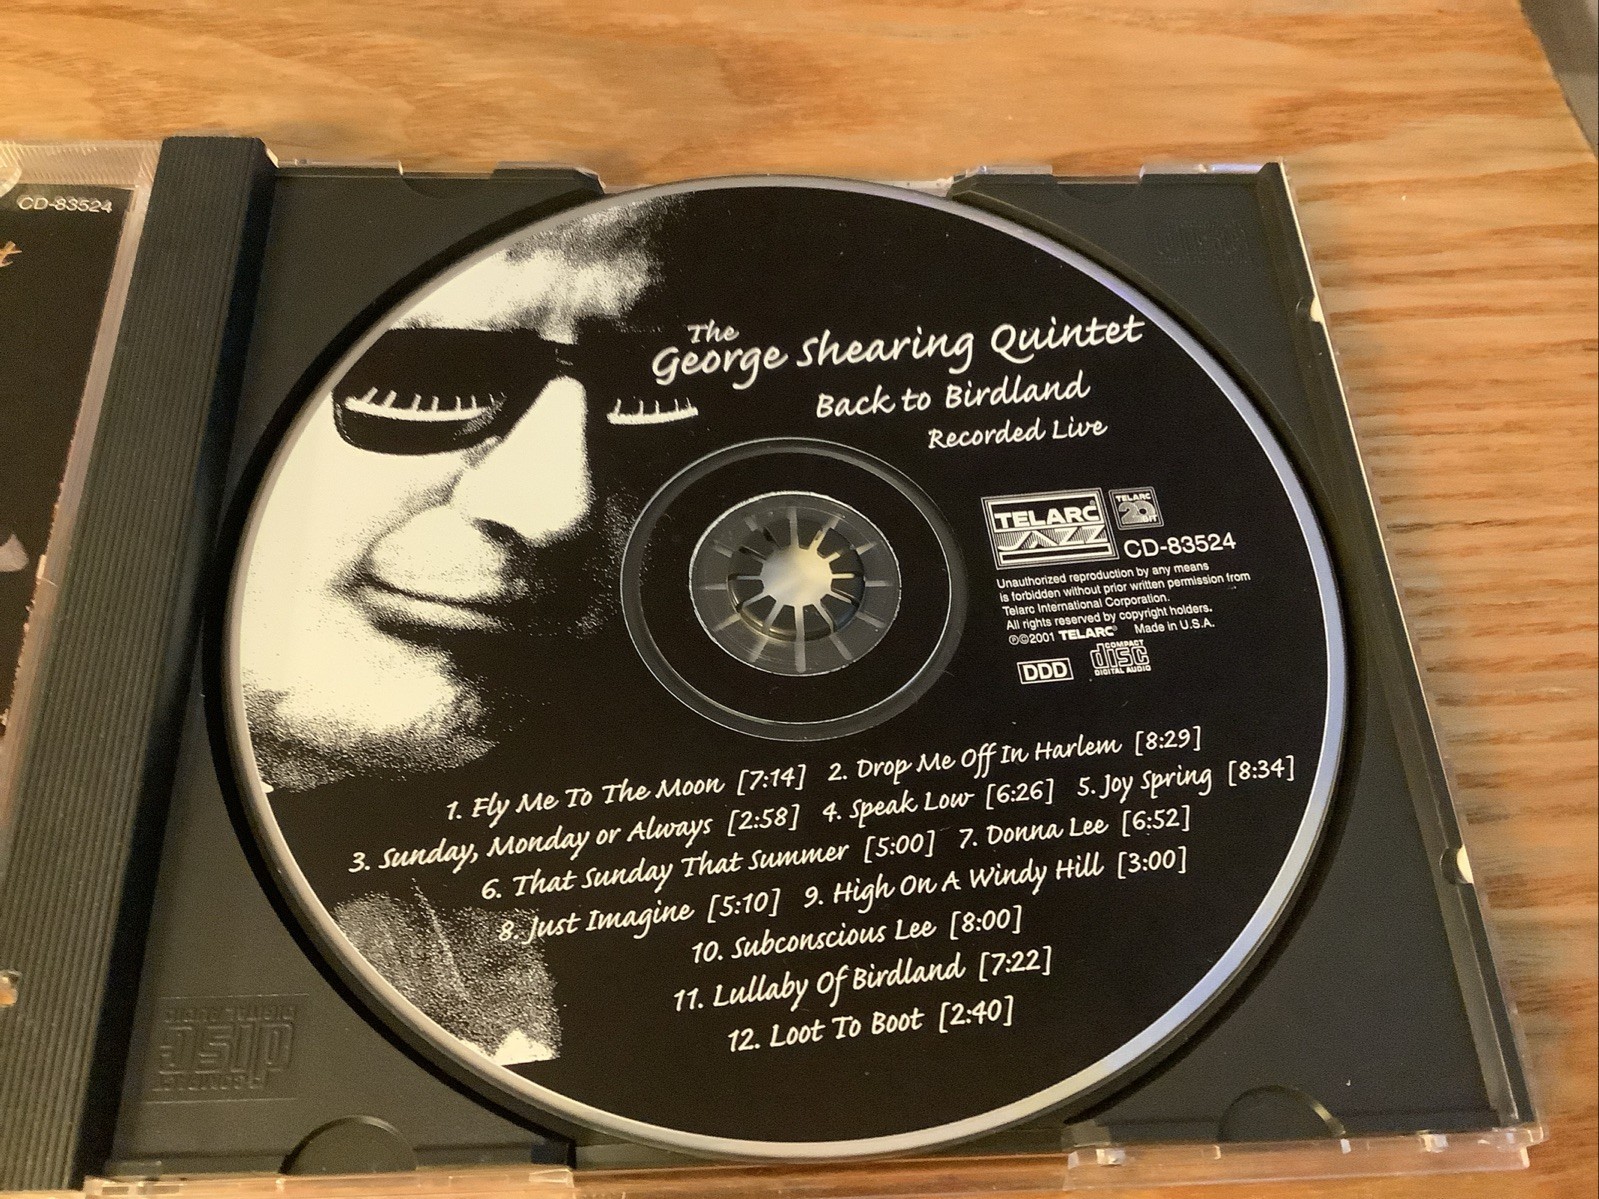 CD-83524
The
George Shearing Quintet
Back to Birdland
Recorded Live
TELARC
JAZZ
TELARC
20
BIT
CD-83524
Unauthorized reproduction by any means
is forbidden without prior written permission from
Telarc International Corporation.
All rights reserved by copyright holders.
℗©2001 TELARC® Made in U.S.A.
DDD
COMPACT
disc
DIGITAL AUDIO
1. Fly Me To The Moon [7:14] 2. Drop Me Off In Harlem [8:29]
3. Sunday, Monday or Always [2:58] 4. Speak Low [6:26] 5. Joy Spring [8:34]
6. That Sunday That Summer [5:00] 7. Donna Lee [6:52]
8. Just Imagine [5:10] 9. High On A Windy Hill [3:00]
10. Subconscious Lee [8:00]
11. Lullaby Of Birdland [7:22]
12. Loot To Boot [2:40]